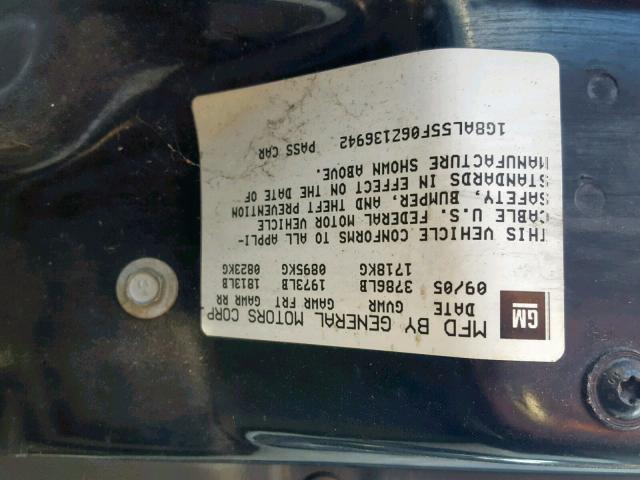 GM
MFD BY GENERAL MOTORS CORP
DATE GVWR GAWR FRT GAWR RR
09/05 3786LB 1973LB 1813LB
1718KG 0895KG 0823KG
THIS VEHICLE CONFORMS TO ALL APPLI-
CABLE U.S. FEDERAL MOTOR VEHICLE
SAFETY, BUMPER, AND THEFT PREVENTION
STANDARDS IN EFFECT ON THE DATE OF
MANUFACTURE SHOWN ABOVE.
1G8AL55F06Z136942 PASS CAR